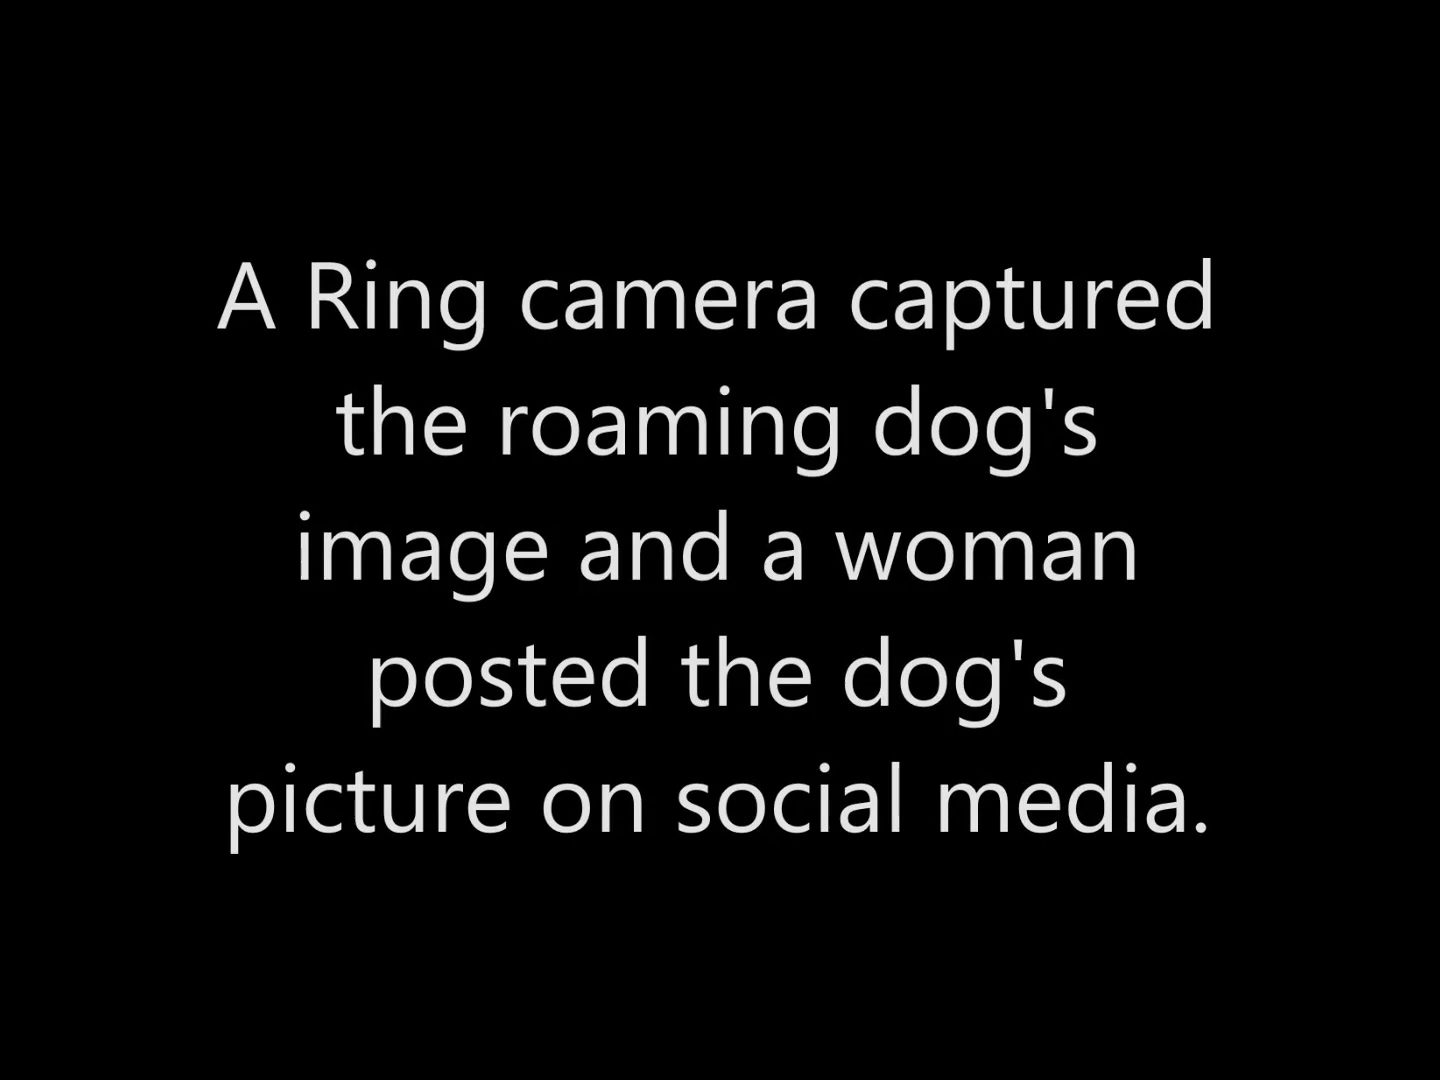 A Ring camera captured
the roaming dog's
image and a woman
posted the dog's
picture on social media.